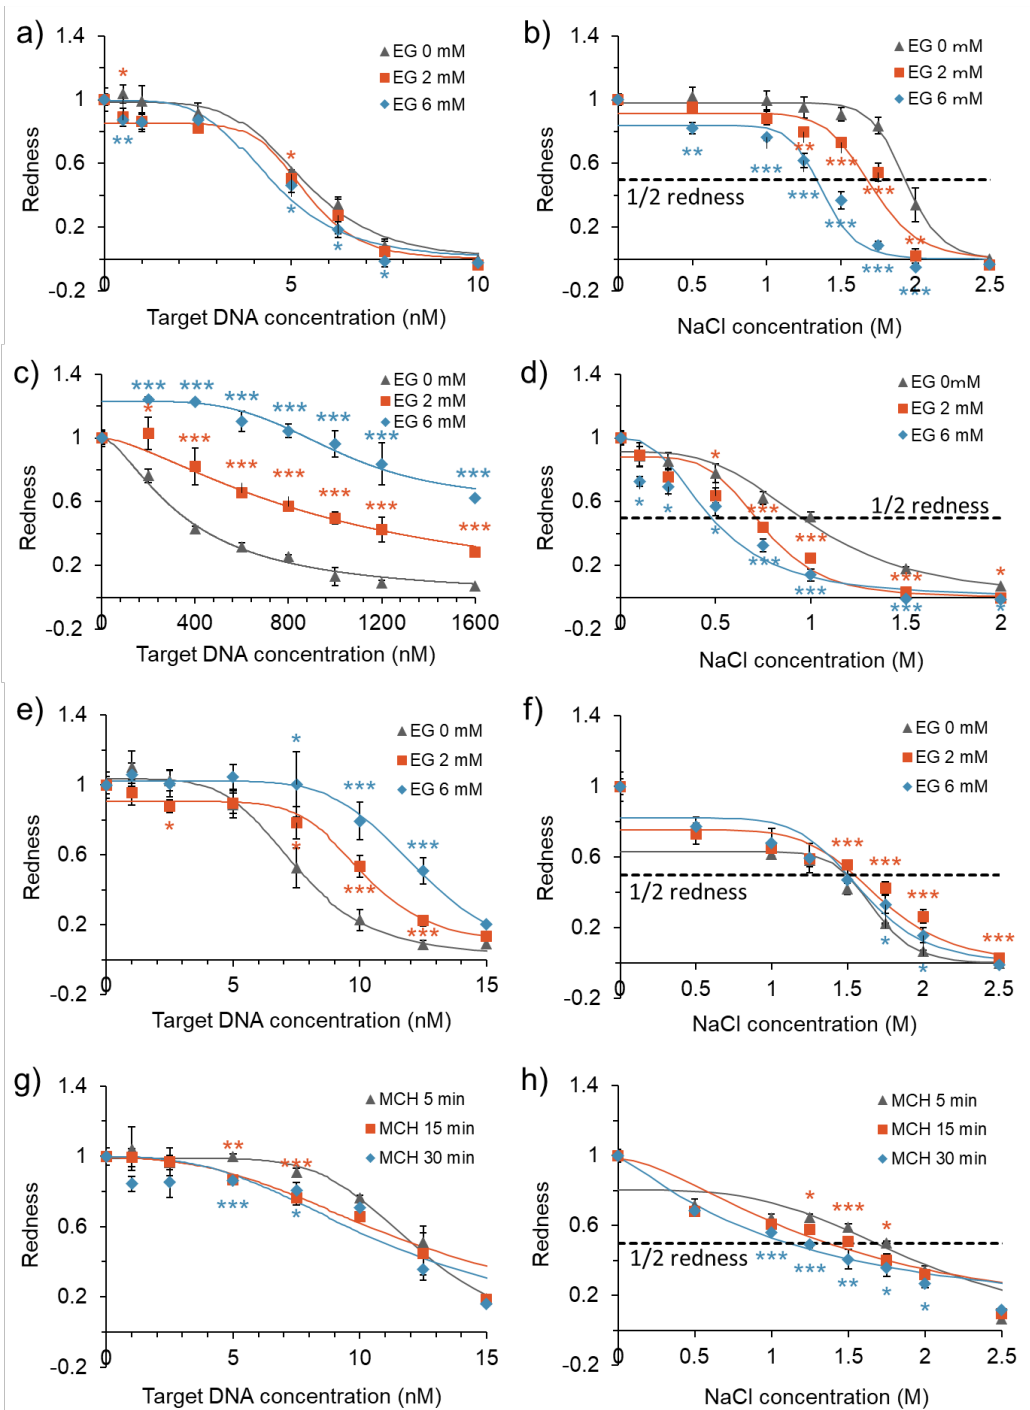 a)
1.4
1
0.6
0.2
-0.2
Redness
EG 0 mM
EG 2 mM
EG 6 mM
*
**
*
*
*
*
0
5
10
Target DNA concentration (nM)
b)
1.4
1
0.6
0.2
-0.2
Redness
EG 0 mM
EG 2 mM
EG 6 mM
**
***
**
***
***
***
***
***
**
***
1/2 redness
0
0.5
1
1.5
2
2.5
NaCl concentration (M)
c)
1.4
1
0.6
0.2
-0.2
Redness
EG 0 mM
EG 2 mM
EG 6 mM
***
***
***
***
***
***
***
*
***
***
***
***
***
***
0
400
800
1200
1600
Target DNA concentration (nM)
d)
1.4
1
0.6
0.2
-0.2
Redness
EG 0mM
EG 2 mM
EG 6 mM
*
*
*
*
***
***
***
***
***
*
*
1/2 redness
0
0.5
1
1.5
2
NaCl concentration (M)
e)
1.4
1
0.6
0.2
-0.2
Redness
EG 0 mM
EG 2 mM
EG 6 mM
*
*
*
***
***
***
***
0
5
10
15
Target DNA concentration (nM)
f)
1.4
1
0.6
0.2
-0.2
Redness
EG 0 mM
EG 2 mM
EG 6 mM
***
***
***
***
*
*
1/2 redness
0
0.5
1
1.5
2
2.5
NaCl concentration (M)
g)
1.4
1
0.6
0.2
-0.2
Redness
MCH 5 min
MCH 15 min
MCH 30 min
**
***
***
*
0
5
10
15
Target DNA concentration (nM)
h)
1.4
1
0.6
0.2
-0.2
Redness
MCH 5 min
MCH 15 min
MCH 30 min
*
***
*
***
***
**
*
*
1/2 redness
0
0.5
1
1.5
2
2.5
NaCl concentration (M)